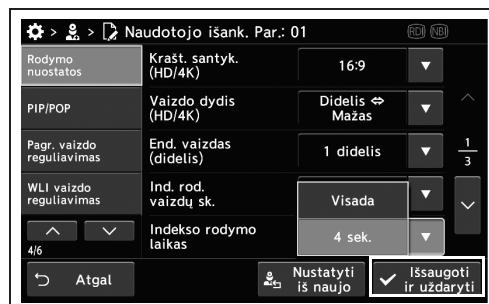 > > Naudotojo išank. Par.: 01 RDI NBI
Rodymo
nuostatos
PIP/POP
Pagr. vaizdo
reguliavimas
WLI vaizdo
reguliavimas
4/6
Krašt. santyk.
(HD/4K)
16:9
Vaizdo dydis
(HD/4K)
Didelis ⇔
Mažas
End. vaizdas
(didelis)
1 didelis
Ind. rod.
vaizdų sk.
Visada
Indekso rodymo
laikas
4 sek.
1
3
Atgal
Nustatyti
iš naujo
Išsaugoti
ir uždaryti